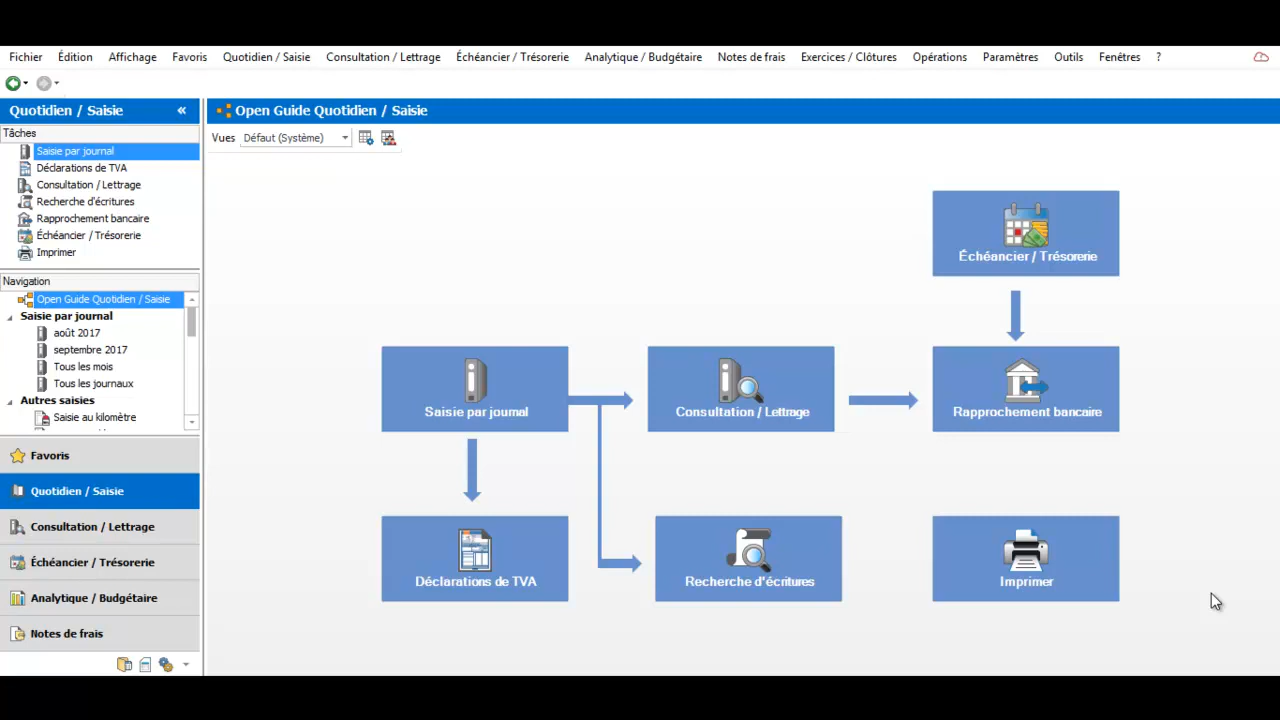 Fichier Édition Affichage Favoris Quotidien / Saisie Consultation / Lettrage Échéancier / Trésorerie Analytique / Budgétaire Notes de frais Exercices / Clôtures Opérations Paramètres Outils Fenêtres ?
Quotidien / Saisie «
Tâches
Saisie par journal
Déclarations de TVA
Consultation / Lettrage
Recherche d'écritures
Rapprochement bancaire
Échéancier / Trésorerie
Imprimer
Navigation
Open Guide Quotidien / Saisie
Saisie par journal
août 2017
septembre 2017
Tous les mois
Tous les journaux
Autres saisies
Saisie au kilomètre
Favoris
Quotidien / Saisie
Consultation / Lettrage
Échéancier / Trésorerie
Analytique / Budgétaire
Notes de frais
Open Guide Quotidien / Saisie
Vues Défaut (Système)
Échéancier / Trésorerie
Saisie par journal
Consultation / Lettrage
Rapprochement bancaire
Déclarations de TVA
Recherche d'écritures
Imprimer